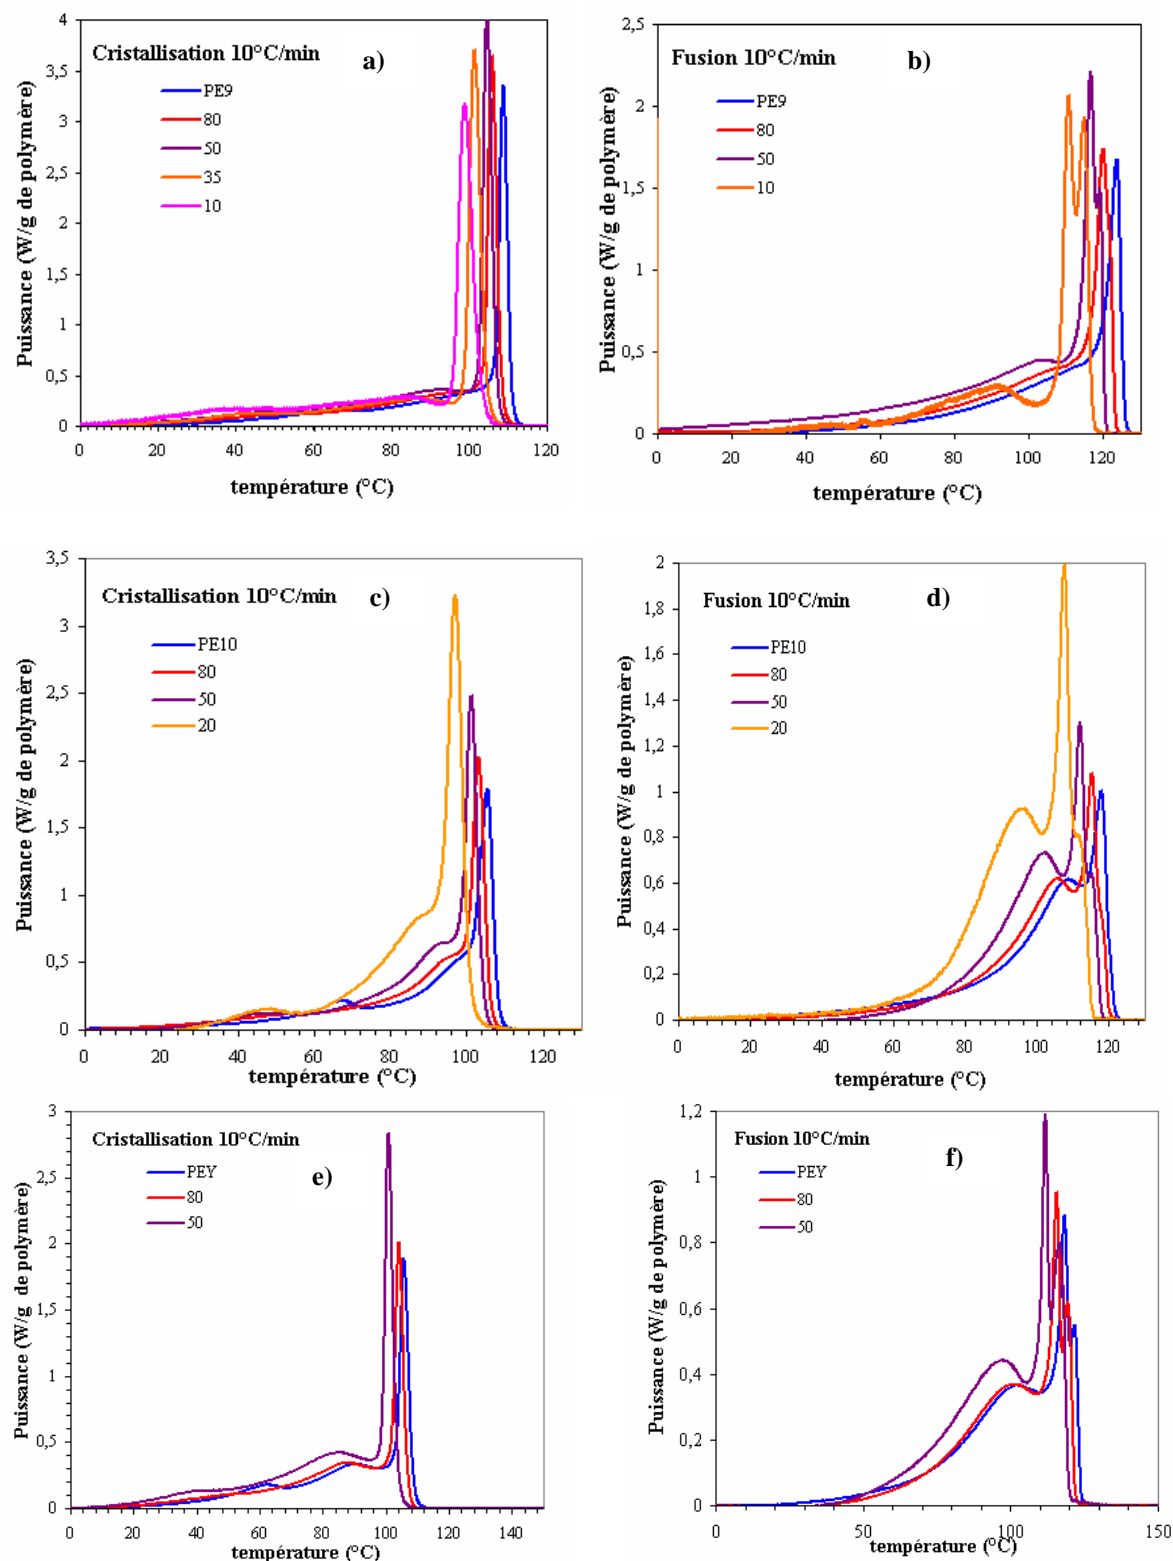 Cristallisation 10°C/min
a)
PE9
80
50
35
10
Puissance (W/g de polymère)
4
3,5
3
2,5
2
1,5
1
0,5
0
0 20 40 60 80 100 120
température (°C)
Fusion 10°C/min
b)
PE9
80
50
10
Puissance (W/g de polymère)
2,5
2
1,5
1
0,5
0
0 20 40 60 80 100 120
température (°C)
Cristallisation 10°C/min
c)
PE10
80
50
20
Puissance (W/g de polymère)
3,5
3
2,5
2
1,5
1
0,5
0
0 20 40 60 80 100 120
température (°C)
Fusion 10°C/min
d)
PE10
80
50
20
Puissance (W/g de polymère)
2
1,8
1,6
1,4
1,2
1
0,8
0,6
0,4
0,2
0
0 20 40 60 80 100 120
température (°C)
Cristallisation 10°C/min
e)
PEY
80
50
Puissance (W/g de polymère)
3
2,5
2
1,5
1
0,5
0
0 20 40 60 80 100 120 140
température (°C)
Fusion 10°C/min
f)
PEY
80
50
Puissance (W/g de polymère)
1,2
1
0,8
0,6
0,4
0,2
0
0 50 100 150
température (°C)